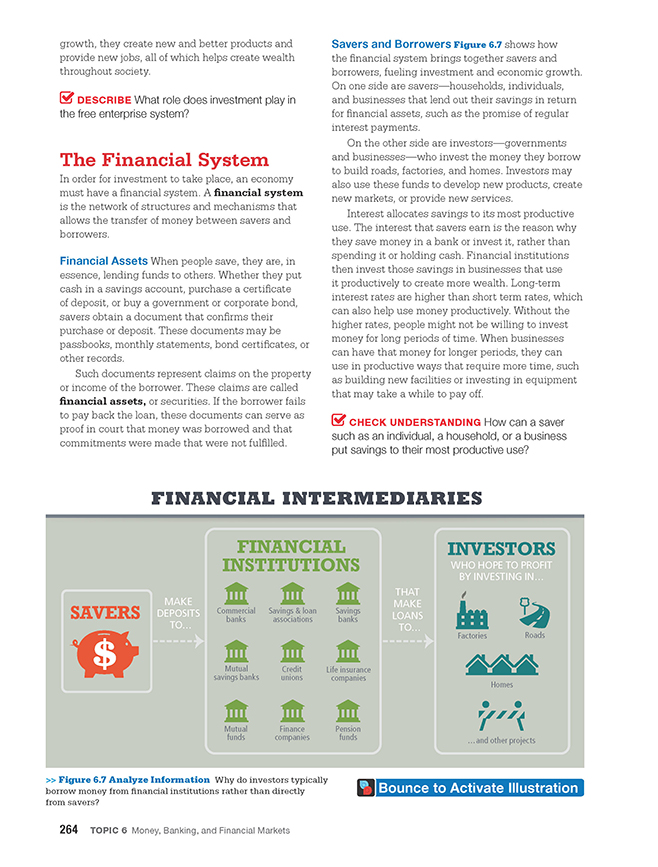 growth, they create new and better products and
provide new jobs, all of which helps create wealth
throughout society.
DESCRIBE What role does investment play in
the free enterprise system?
The Financial System
In order for investment to take place, an economy
must have a financial system. A financial system
is the network of structures and mechanisms that
allows the transfer of money between savers and
borrowers.
Financial Assets When people save, they are, in
essence, lending funds to others. Whether they put
cash in a savings account, purchase a certificate
of deposit, or buy a government or corporate bond,
savers obtain a document that confirms their
purchase or deposit. These documents may be
passbooks, monthly statements, bond certificates, or
other records.
Such documents represent claims on the property
or income of the borrower. These claims are called
financial assets, or securities. If the borrower fails
to pay back the loan, these documents can serve as
proof in court that money was borrowed and that
commitments were made that were not fulfilled.
Savers and Borrowers Figure 6.7 shows how
the financial system brings together savers and
borrowers, fueling investment and economic growth.
On one side are savers—households, individuals,
and businesses that lend out their savings in return
for financial assets, such as the promise of regular
interest payments.
On the other side are investors—governments
and businesses—who invest the money they borrow
to build roads, factories, and homes. Investors may
also use these funds to develop new products, create
new markets, or provide new services.
Interest allocates savings to its most productive
use. The interest that savers earn is the reason why
they save money in a bank or invest it, rather than
spending it or holding cash. Financial institutions
then invest those savings in businesses that use
it productively to create more wealth. Long-term
interest rates are higher than short term rates, which
can also help use money productively. Without the
higher rates, people might not be willing to invest
money for long periods of time. When businesses
can have that money for longer periods, they can
use in productive ways that require more time, such
as building new facilities or investing in equipment
that may take a while to pay off.
CHECK UNDERSTANDING How can a saver
such as an individual, a household, or a business
put savings to their most productive use?
FINANCIAL INTERMEDIARIES
SAVERS
$
MAKE
DEPOSITS
TO...
FINANCIAL
INSTITUTIONS
Commercial
banks
Savings & loan
associations
Savings
banks
Mutual
savings banks
Credit
unions
Life insurance
companies
Mutual
funds
Finance
companies
Pension
funds
THAT
MAKE
LOANS
TO...
INVESTORS
WHO HOPE TO PROFIT
BY INVESTING IN...
Factories
Roads
Homes
...and other projects
>> Figure 6.7 Analyze Information Why do investors typically
borrow money from financial institutions rather than directly
from savers?
Bounce to Activate Illustration
264 TOPIC 6 Money, Banking, and Financial Markets